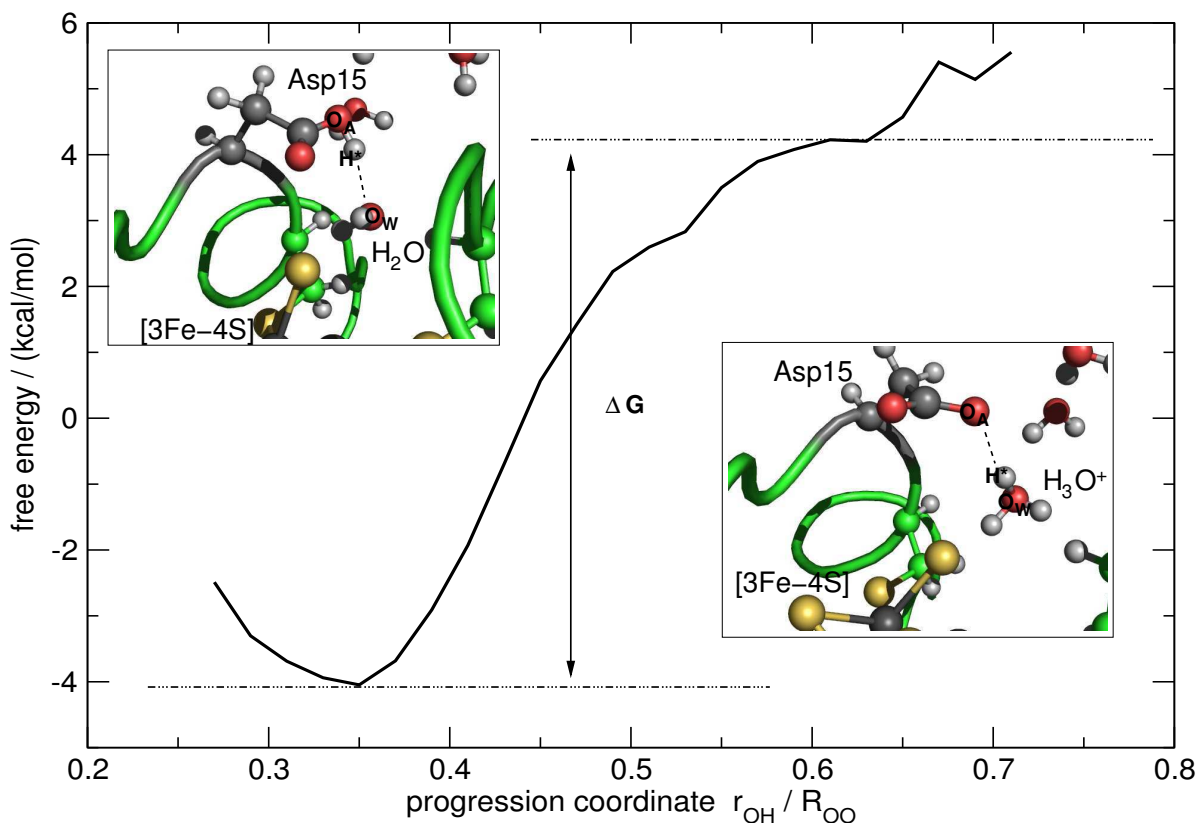 6
4
2
0
-2
-4
free energy / (kcal/mol)
Asp15
O_A
H*
O_W
H₂O
[3Fe−4S]
ΔG
Asp15
O_A
H*
H₃O⁺
O_W
[3Fe−4S]
0.2 0.3 0.4 0.5 0.6 0.7 0.8
progression coordinate r_OH / R_OO